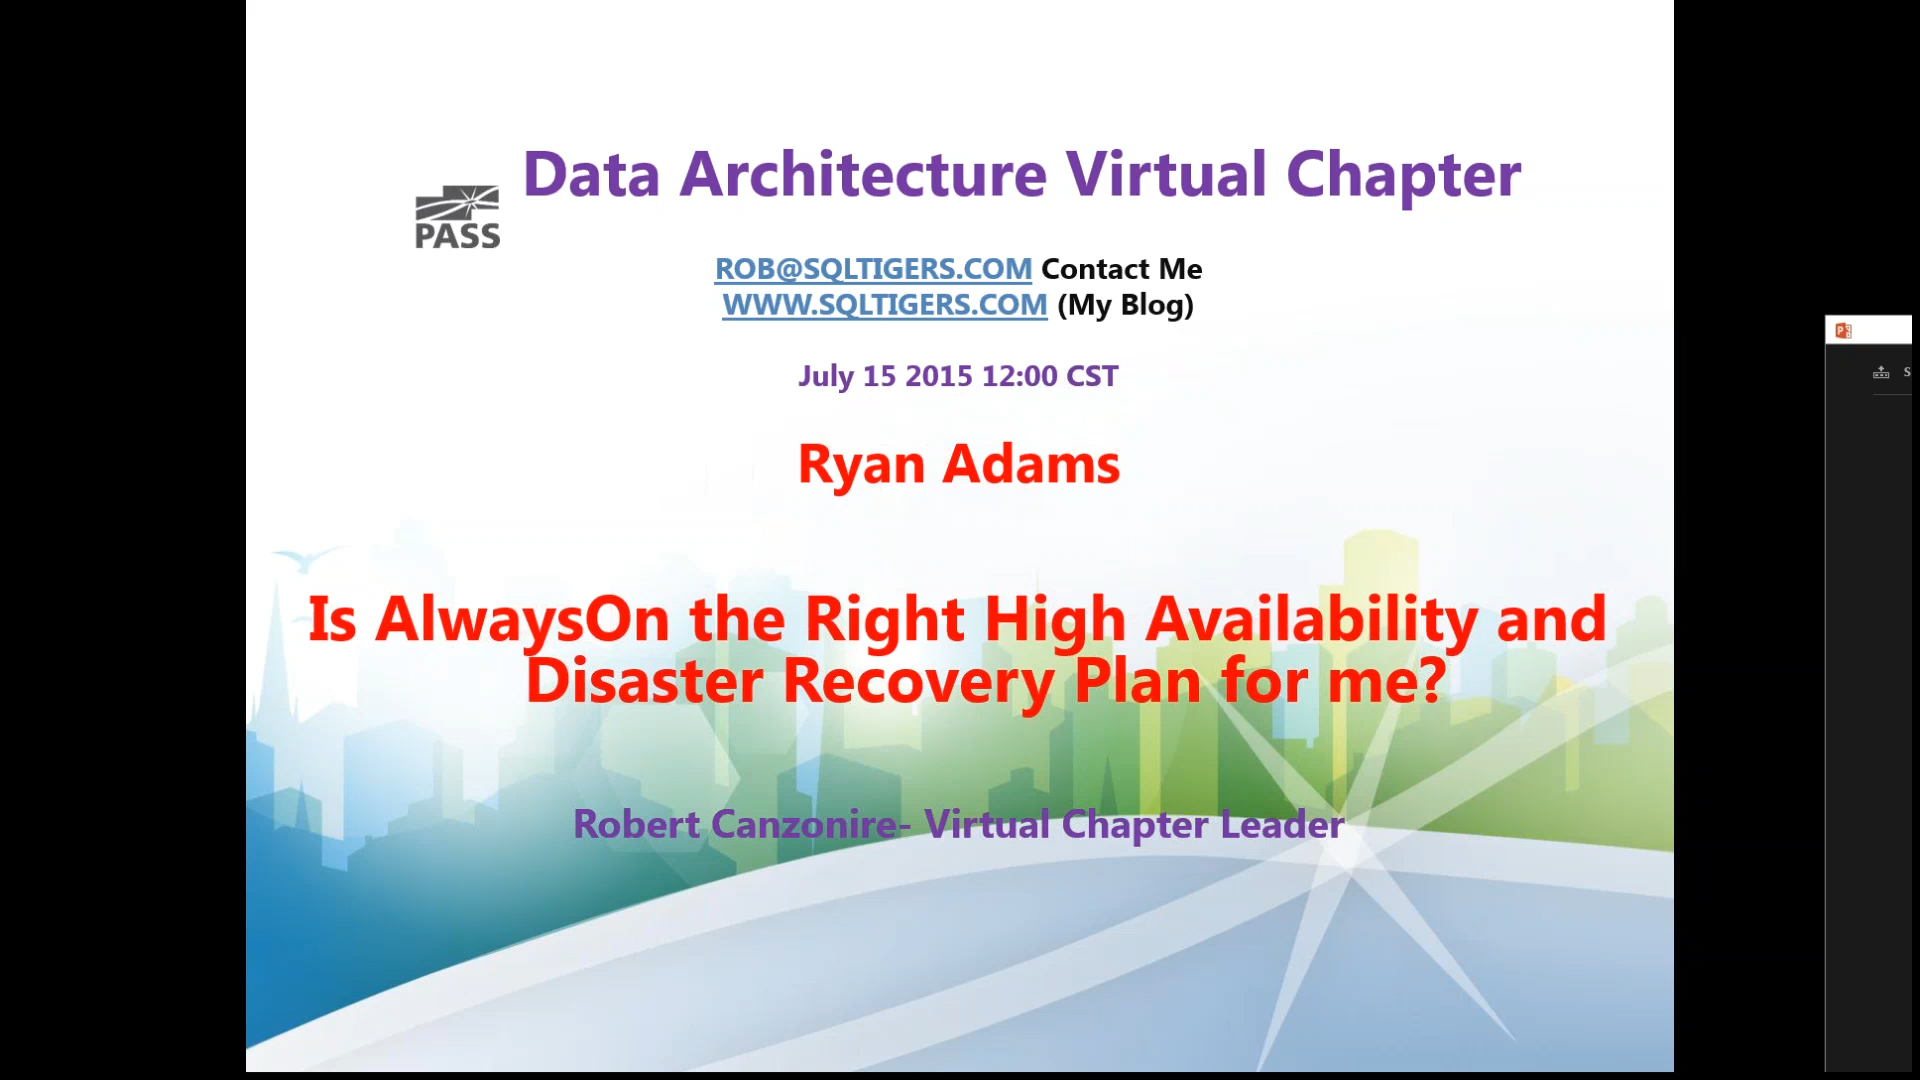 Data Architecture Virtual Chapter
PASS
ROB@SQLTIGERS.COM Contact Me
WWW.SQLTIGERS.COM (My Blog)
July 15 2015 12:00 CST
Ryan Adams
Is AlwaysOn the Right High Availability and
Disaster Recovery Plan for me?
Robert Canzonire- Virtual Chapter Leader
S